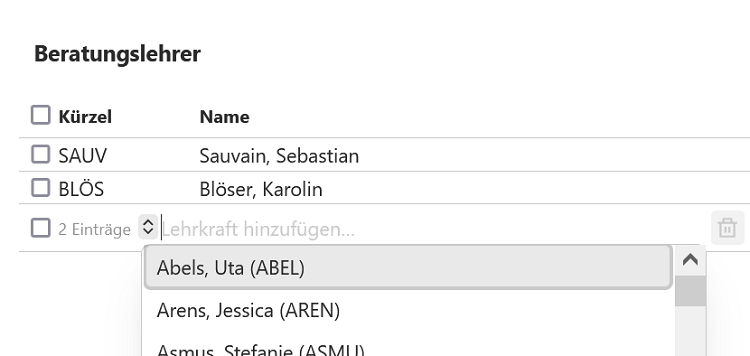 Beratungslehrer
Kürzel Name
SAUV Sauvain, Sebastian
BLÖS Blöser, Karolin
2 Einträge Lehrkraft hinzufügen...
Abels, Uta (ABEL)
Arens, Jessica (AREN)
Asmus, Stefanie (ASMU)